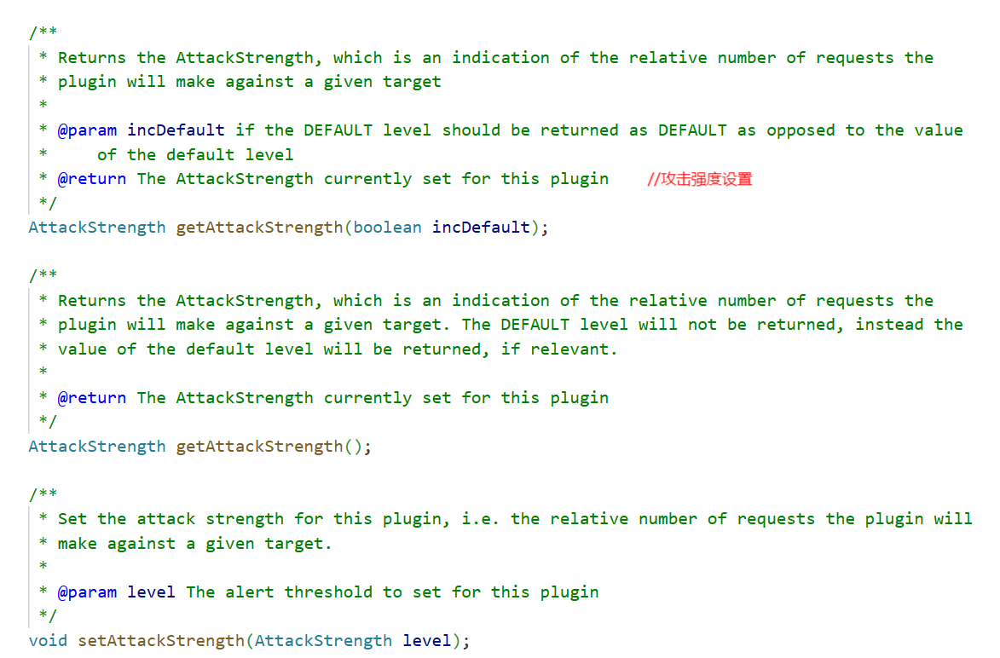 /**
* Returns the AttackStrength, which is an indication of the relative number of requests the
* plugin will make against a given target
*
* @param incDefault if the DEFAULT level should be returned as DEFAULT as opposed to the value
*     of the default level
* @return The AttackStrength currently set for this plugin    //攻击强度设置
*/
AttackStrength getAttackStrength(boolean incDefault);

/**
* Returns the AttackStrength, which is an indication of the relative number of requests the
* plugin will make against a given target. The DEFAULT level will not be returned, instead the
* value of the default level will be returned, if relevant.
*
* @return The AttackStrength currently set for this plugin
*/
AttackStrength getAttackStrength();

/**
* Set the attack strength for this plugin, i.e. the relative number of requests the plugin will
* make against a given target.
*
* @param level The alert threshold to set for this plugin
*/
void setAttackStrength(AttackStrength level);